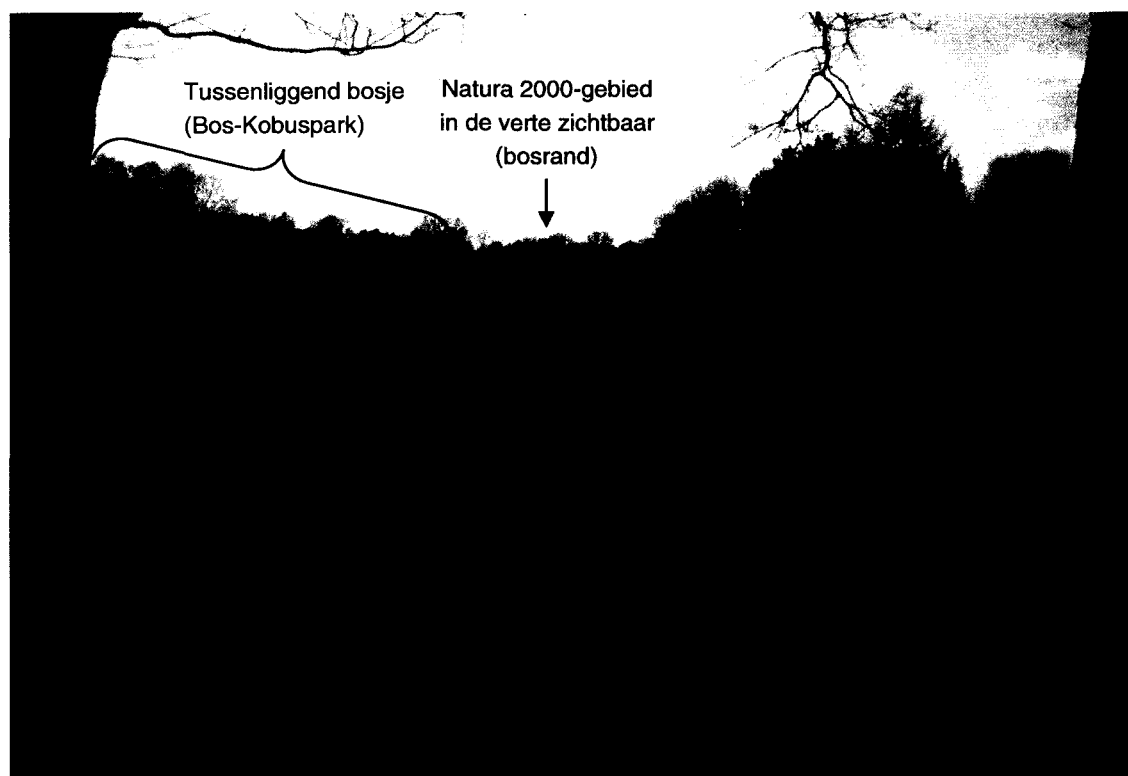 Tussenliggend bosje
(Bos-Kobuspark)
Natura 2000-gebied
in de verte zichtbaar
(bosrand)